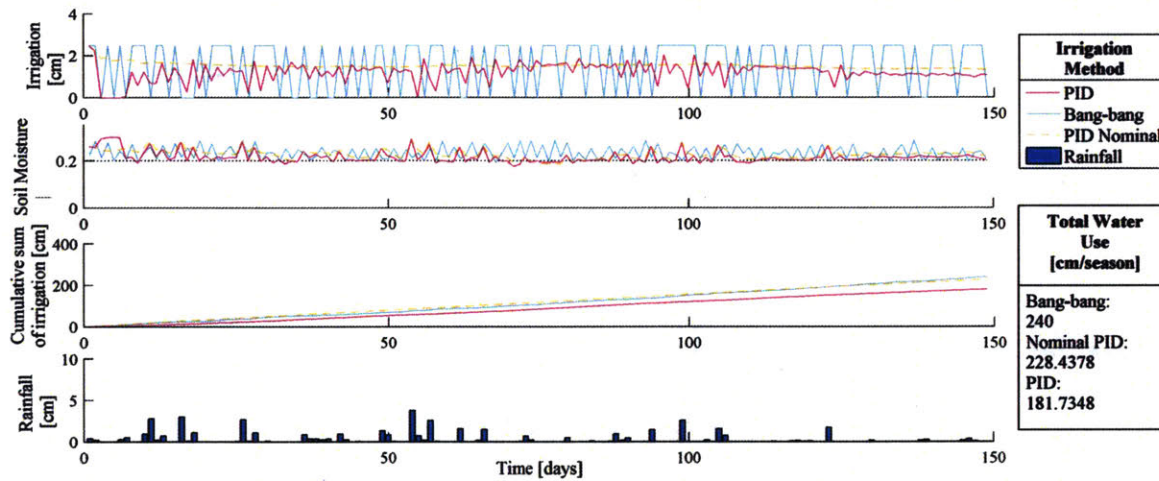 Irrigation
[cm]
4
2
0
0
50
100
150
Soil Moisture
0.2
0
0
50
100
150
Cumulative sum
of irrigation [cm]
400
200
0
0
50
100
150
Rainfall
[cm]
10
5
0
0
50
100
150
Time [days]
Irrigation
Method
PID
Bang-bang
PID Nominal
Rainfall
Total Water
Use
[cm/season]
Bang-bang:
240
Nominal PID:
228.4378
PID:
181.7348